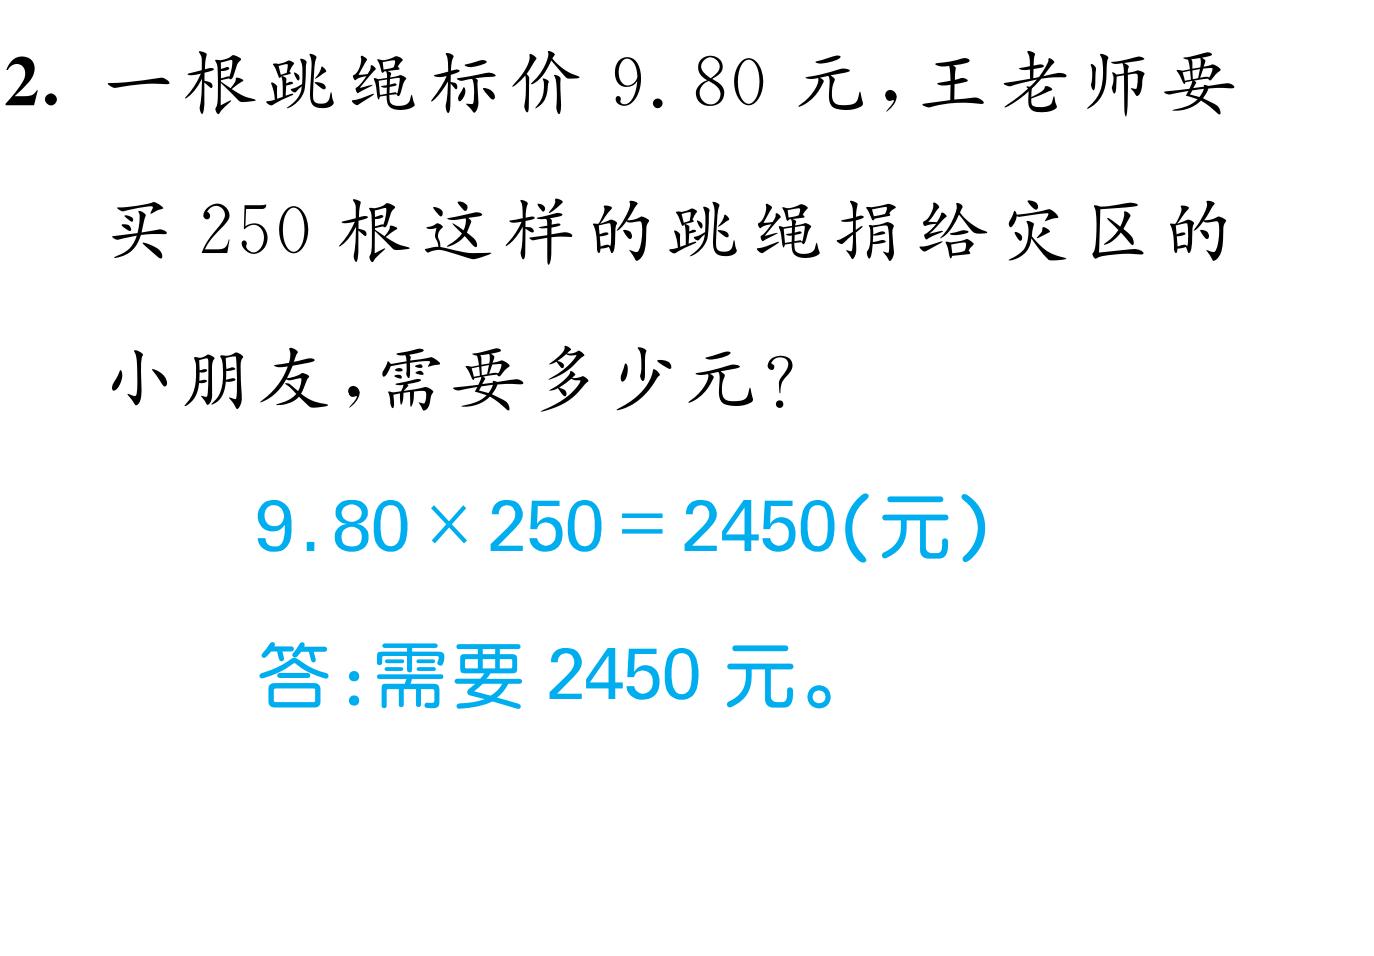 2. 一根跳绳标价 9.80 元,王老师要
买 250 根这样的跳绳捐给灾区的
小朋友,需要多少元?
9.80×250=2450(元)
答:需要 2450 元。